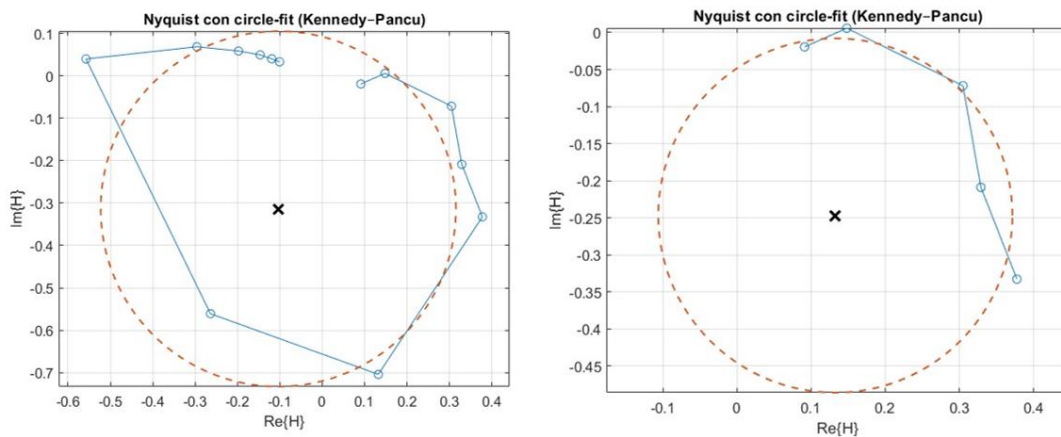 Nyquist con circle-fit (Kennedy–Pancu)
0.1
0
-0.1
-0.2
-0.3
-0.4
-0.5
-0.6
-0.7
Im{H}
-0.6 -0.5 -0.4 -0.3 -0.2 -0.1 0 0.1 0.2 0.3 0.4
Re{H}
Nyquist con circle-fit (Kennedy–Pancu)
0
-0.05
-0.1
-0.15
-0.2
-0.25
-0.3
-0.35
-0.4
-0.45
Im{H}
-0.1 0 0.1 0.2 0.3 0.4
Re{H}